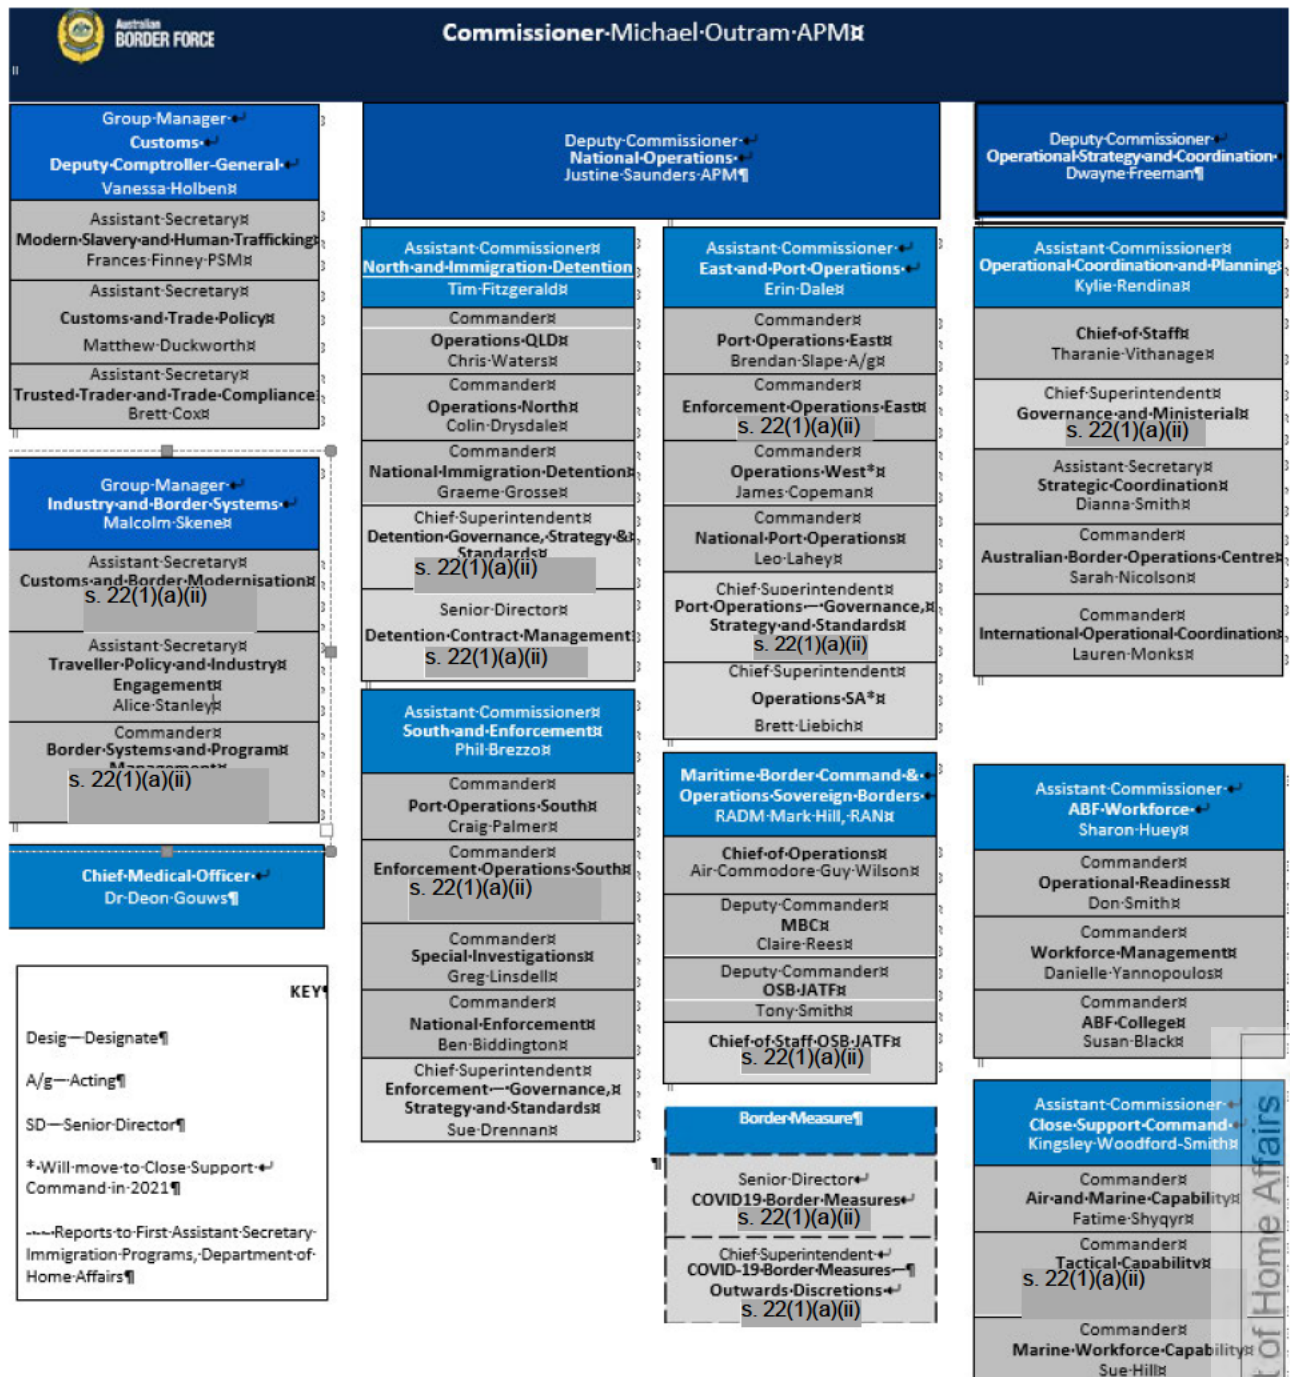 Australian
BORDER FORCE
Commissioner·Michael·Outram·APM¤
Group·Manager·↵
Customs·↵
Deputy·Comptroller-General·↵
Vanessa·Holben¤
Assistant·Secretary¤
Modern·Slavery·and·Human·Trafficking¤
Frances·Finney·PSM¤
Assistant·Secretary¤
Customs·and·Trade·Policy¤
Matthew·Duckworth¤
Assistant·Secretary¤
Trusted·Trader·and·Trade·Compliance
Brett·Cox¤
Group·Manager·↵
Industry·and·Border·Systems·↵
Malcolm·Skene¤
Assistant·Secretary¤
Customs·and·Border·Modernisation¤
s. 22(1)(a)(ii)
Assistant·Secretary¤
Traveller·Policy·and·Industry¤
Engagement¤
Alice·Stanley¤
Commander¤
Border·Systems·and·Program¤
Management¤
s. 22(1)(a)(ii)
Chief·Medical·Officer·↵
Dr·Deon·Gouws¶
KEY¶
Desig·—·Designate¶
A/g·—·Acting¶
SD·—·Senior·Director¶
*·Will·move·to·Close·Support·↵
Command·in·2021¶
----Reports·to·First·Assistant·Secretary·
Immigration·Programs,·Department·of·
Home·Affairs¶
Deputy·Commissioner·↵
National·Operations·↵
Justine·Saunders·APM¶
Assistant·Commissioner¤
North·and·Immigration·Detention
Tim·Fitzgerald¤
Commander¤
Operations·QLD¤
Chris·Waters¤
Commander¤
Operations·North¤
Colin·Drysdale¤
Commander¤
National·Immigration·Detention¤
Graeme·Grosse¤
Chief·Superintendent¤
Detention·Governance,·Strategy·&¤
Standards¤
s. 22(1)(a)(ii)
Senior·Director¤
Detention·Contract·Management¤
s. 22(1)(a)(ii)
Assistant·Commissioner¤
South·and·Enforcement¤
Phil·Brezzo¤
Commander¤
Port·Operations·South¤
Craig·Palmer¤
Commander¤
Enforcement·Operations·South¤
s. 22(1)(a)(ii)
Commander¤
Special·Investigations¤
Greg·Linsdell¤
Commander¤
National·Enforcement¤
Ben·Biddington¤
Chief·Superintendent¤
Enforcement·–·Governance,¤
Strategy·and·Standards¤
Sue·Drennan¤
Assistant·Commissioner·↵
East·and·Port·Operations·↵
Erin·Dale¤
Commander¤
Port·Operations·East¤
Brendan·Slape·A/g¤
Commander¤
Enforcement·Operations·East¤
s. 22(1)(a)(ii)
Commander¤
Operations·West*¤
James·Copeman¤
Commander¤
National·Port·Operations¤
Leo·Lahey¤
Chief·Superintendent¤
Port·Operations·–·Governance,¤
Strategy·and·Standards¤
s. 22(1)(a)(ii)
Chief·Superintendent¤
Operations·SA*¤
Brett·Liebich¤
Maritime·Border·Command·&·↵
Operations·Sovereign·Borders·↵
RADM·Mark·Hill,·RAN¤
Chief·of·Operations¤
Air·Commodore·Guy·Wilson¤
Deputy·Commander¤
MBC¤
Claire·Rees¤
Deputy·Commander¤
OSB·JATF¤
Tony·Smith¤
Chief·of·Staff·OSB·JATF¤
s. 22(1)(a)(ii)
Border·Measure¶
Senior·Director↵
COVID19·Border·Measures↵
s. 22(1)(a)(ii)
Chief·Superintendent·↵
COVID-19·Border·Measures·–¶
Outwards·Discretions·↵
s. 22(1)(a)(ii)
Deputy·Commissioner·↵
Operational·Strategy·and·Coordination·
Dwayne·Freeman¶
Assistant·Commissioner¤
Operational·Coordination·and·Planning¤
Kylie·Rendina¤
Chief·of·Staff¤
Tharanie·Vithanage¤
Chief·Superintendent¤
Governance·and·Ministerial¤
s. 22(1)(a)(ii)
Assistant·Secretary¤
Strategic·Coordination¤
Dianna·Smith¤
Commander¤
Australian·Border·Operations·Centre¤
Sarah·Nicolson¤
Commander¤
International·Operational·Coordination¤
Lauren·Monks¤
Assistant·Commissioner·↵
ABF·Workforce·↵
Sharon·Huey¤
Commander¤
Operational·Readiness¤
Don·Smith¤
Commander¤
Workforce·Management¤
Danielle·Yannopoulos¤
Commander¤
ABF·College¤
Susan·Black¤
Assistant·Commissioner·↵
Close·Support·Command·↵
Kingsley·Woodford-Smith¤
Commander¤
Air·and·Marine·Capability¤
Fatime·Shyqyr¤
Commander¤
Tactical·Capability¤
s. 22(1)(a)(ii)
Commander¤
Marine·Workforce·Capability¤
Sue·Hill¤
t of Home Affairs